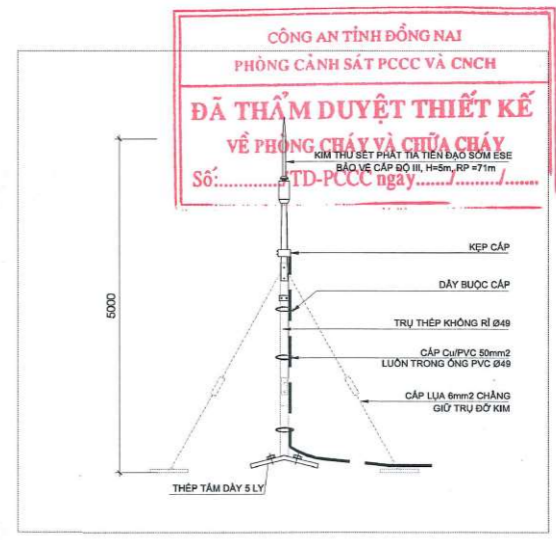 CÔNG AN TỈNH ĐỒNG NAI
PHÒNG CẢNH SÁT PCCC VÀ CNCH
ĐÃ THẨM DUYỆT THIẾT KẾ
VỀ PHÒNG CHÁY VÀ CHỮA CHÁY
KIM THU SÉT PHÁT TIA TIÊN ĐẠO SỚM ESE
BẢO VỆ CẤP ĐỘ III, H=5m, RP =71m
Số:............TD-PCCC ngày......./........./.......
KẸP CÁP
DÂY BUỘC CÁP
5000
TRỤ THÉP KHÔNG RỈ Ø49
CÁP Cu/PVC 50mm2
LUỒN TRONG ỐNG PVC Ø49
CÁP LỤA 6mm2 CHẰNG
GIỮ TRỤ ĐỠ KIM
THÉP TẤM DÀY 5 LY